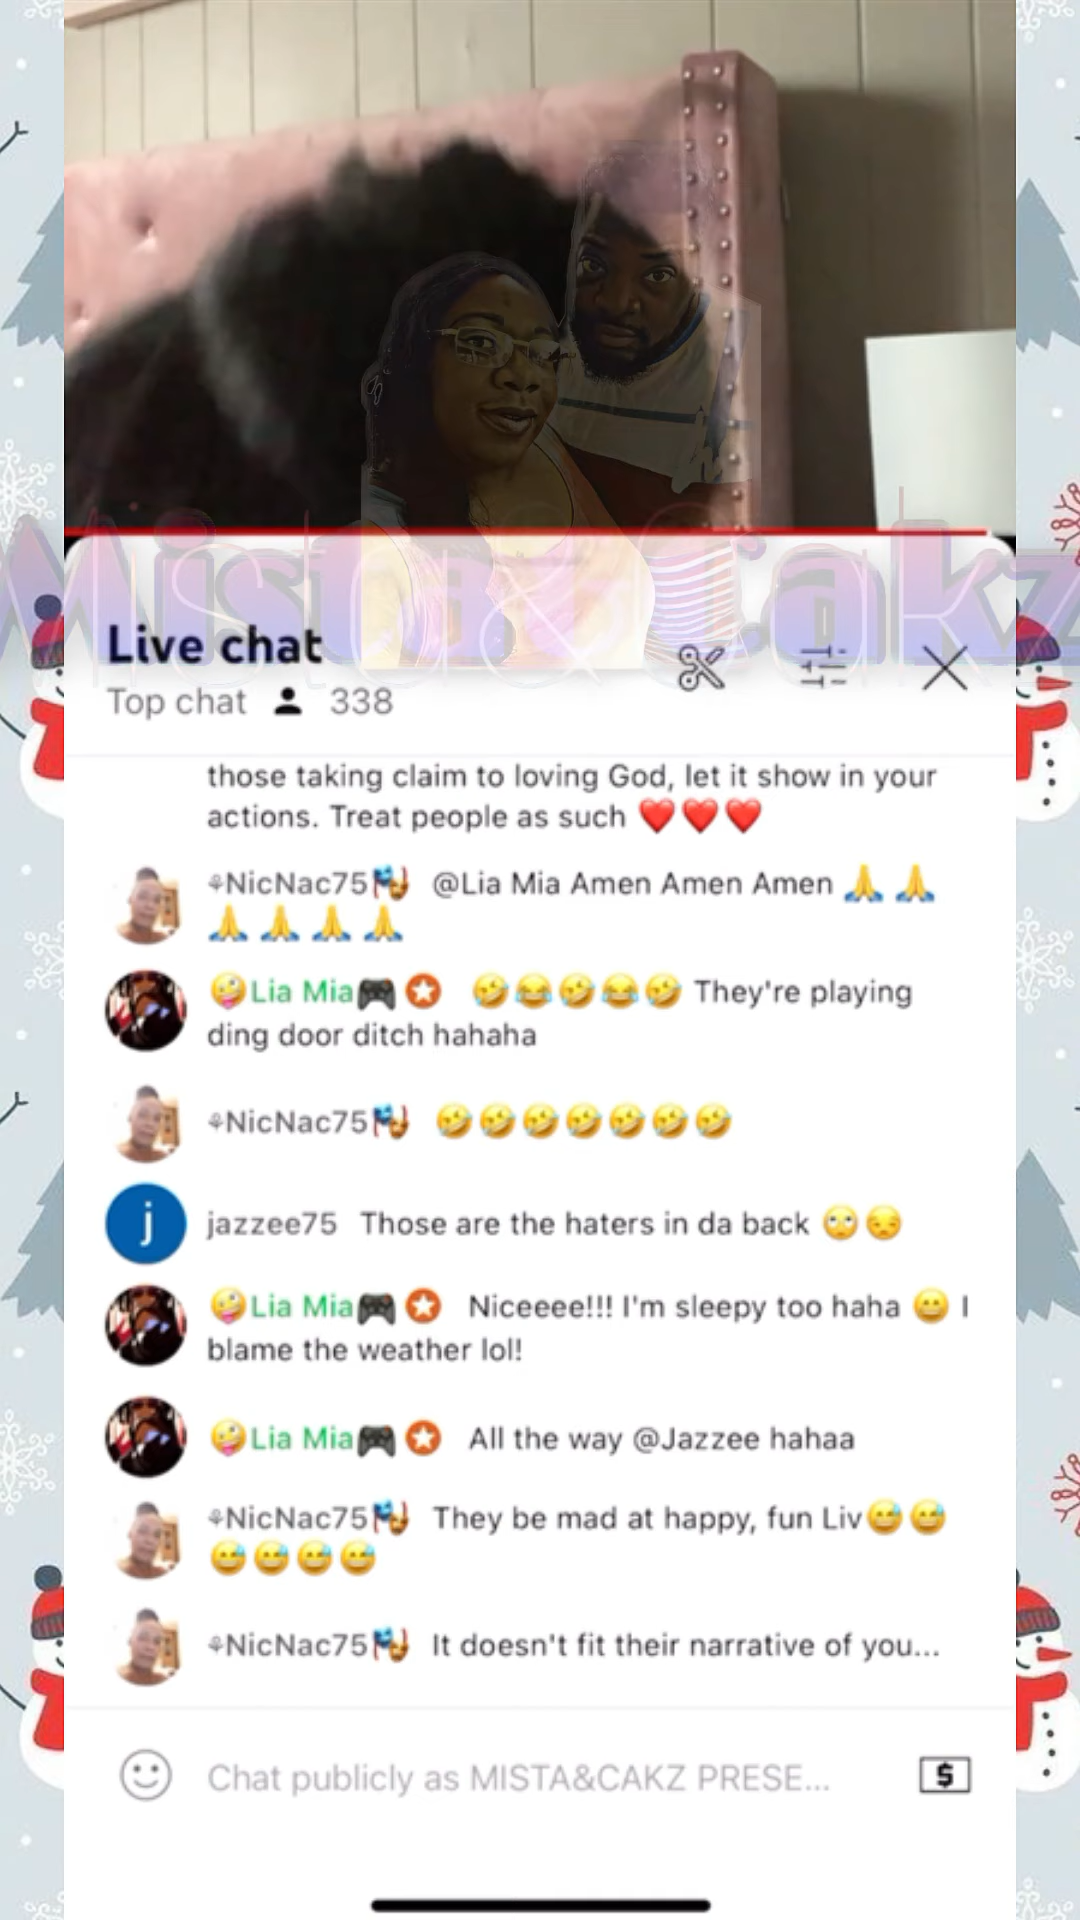 Mista & Cakz
Live chat
Top chat 338
those taking claim to loving God, let it show in your
actions. Treat people as such ❤️❤️❤️
⚘NicNac75🎭 @Lia Mia Amen Amen Amen 🙏🙏
🙏🙏🙏🙏
🤪Lia Mia🎮 🤣😂🤣😂🤣 They're playing
ding door ditch hahaha
⚘NicNac75🎭 🤣🤣🤣🤣🤣🤣🤣
j jazzee75 Those are the haters in da back 🙄😒
🤪Lia Mia🎮 Niceeee!!! I'm sleepy too haha 😁 I
blame the weather lol!
🤪Lia Mia🎮 All the way @Jazzee hahaa
⚘NicNac75🎭 They be mad at happy, fun Liv😅😅
😅😅😅😅
⚘NicNac75🎭 It doesn't fit their narrative of you...
Chat publicly as MISTA&CAKZ PRESE... $